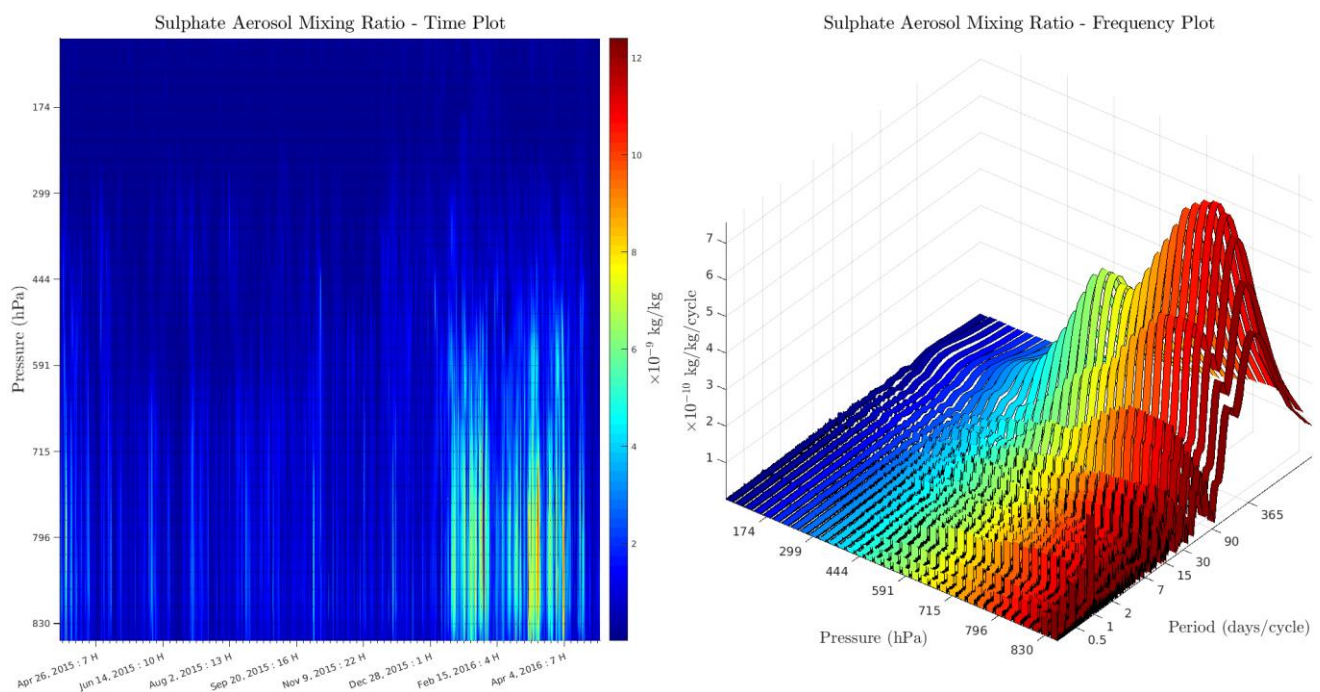 Sulphate Aerosol Mixing Ratio - Time Plot
Pressure (hPa)
174
299
444
591
715
796
830
Apr 26, 2015 : 7 H
Jun 14, 2015 : 10 H
Aug 2, 2015 : 13 H
Sep 20, 2015 : 16 H
Nov 9, 2015 : 22 H
Dec 28, 2015 : 1 H
Feb 15, 2016 : 4 H
Apr 4, 2016 : 7 H
12
10
8
6
4
2
×10⁻⁹ kg/kg
Sulphate Aerosol Mixing Ratio - Frequency Plot
×10⁻¹⁰ kg/kg/cycle
7
6
5
4
3
2
1
174
299
444
591
715
796
830
Pressure (hPa)
0.5
1
2
7
15
30
90
365
Period (days/cycle)